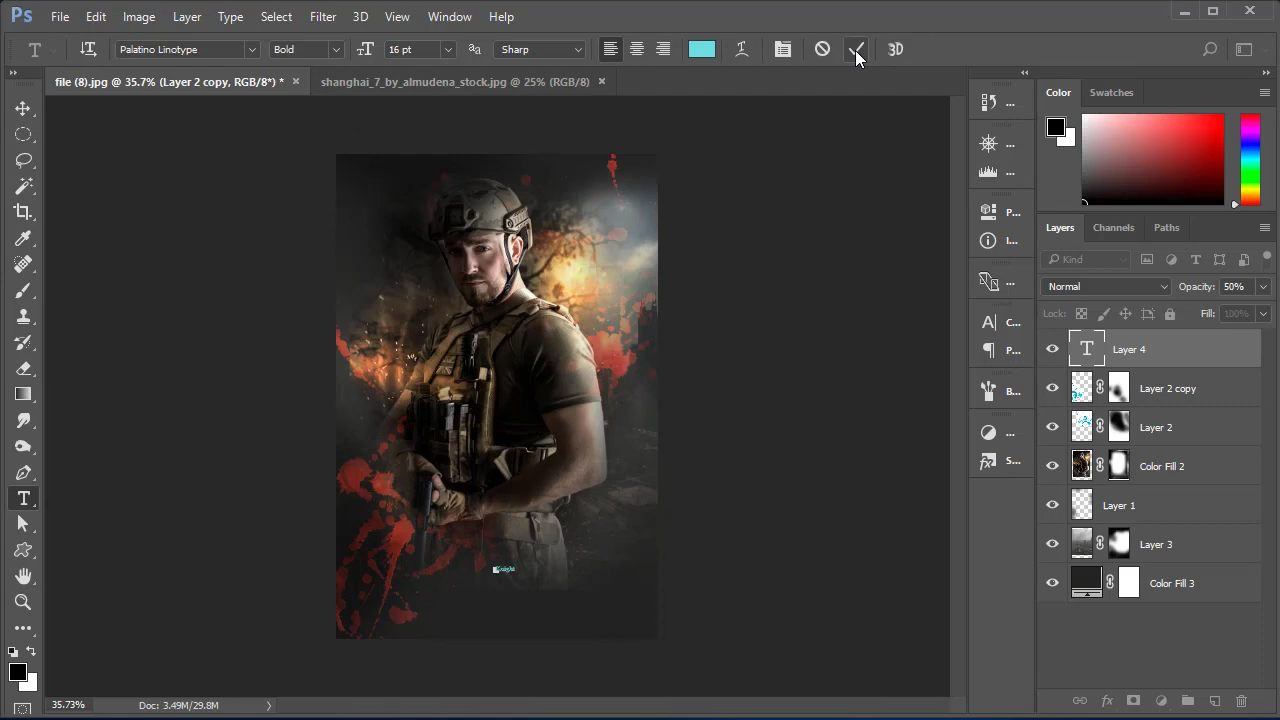 Ps File Edit Image Layer Type Select Filter 3D View Window Help
T Palatino Linotype Bold 16 pt aa Sharp 3D
file (8).jpg @ 35.7% (Layer 2 copy, RGB/8*) * × shanghai_7_by_almudena_stock.jpg @ 25% (RGB/8) ×
Color Swatches
...
...
...
P...
I...
...
C...
P...
B...
...
S...
Layers Channels Paths
Kind
Normal Opacity: 50%
Lock: Fill: 100%
T Layer 4
Layer 2 copy
Layer 2
Color Fill 2
Layer 1
Layer 3
Color Fill 3
35.73% Doc: 3.49M/29.8M